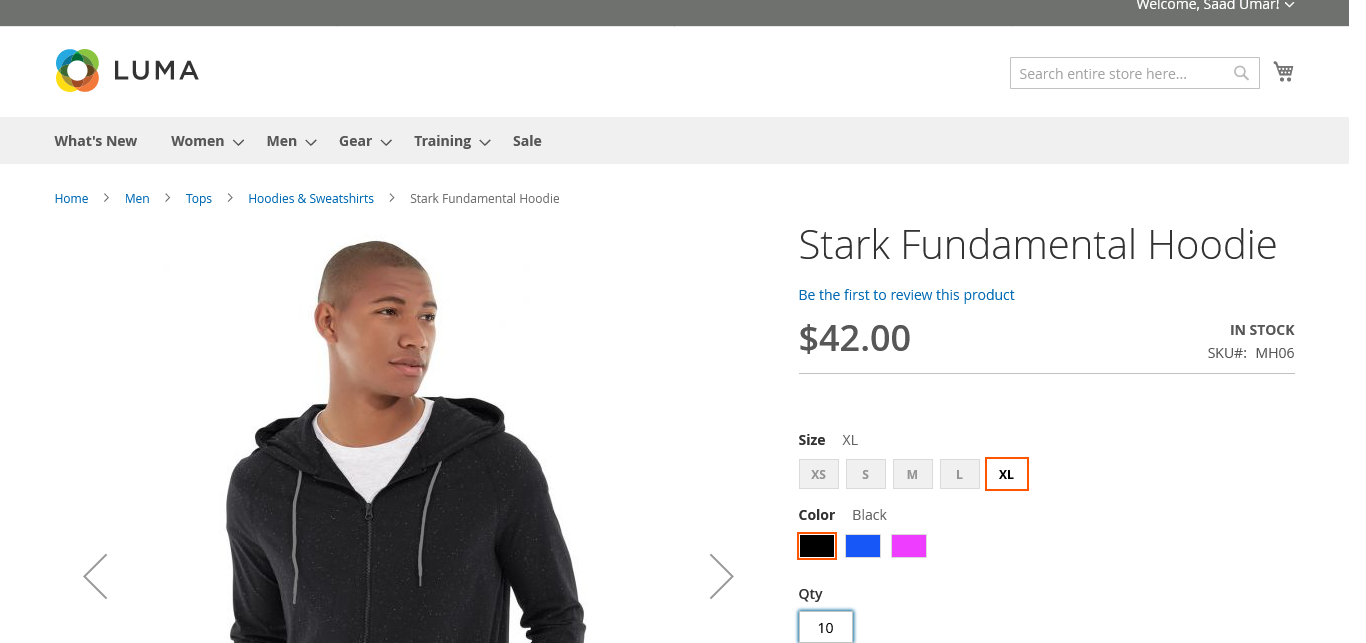 Welcome, Saad Umar!
LUMA
Search entire store here...
What's New Women Men Gear Training Sale
Home Men Tops Hoodies & Sweatshirts Stark Fundamental Hoodie
Stark Fundamental Hoodie
Be the first to review this product
$42.00
IN STOCK
SKU#: MH06
Size XL
XS S M L XL
Color Black
Qty
10